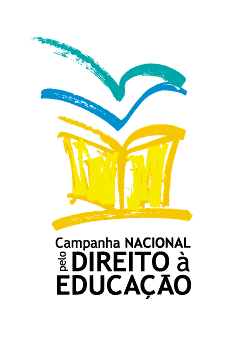 Campanha NACIONAL
pelo DIREITO à
EDUCAÇÃO